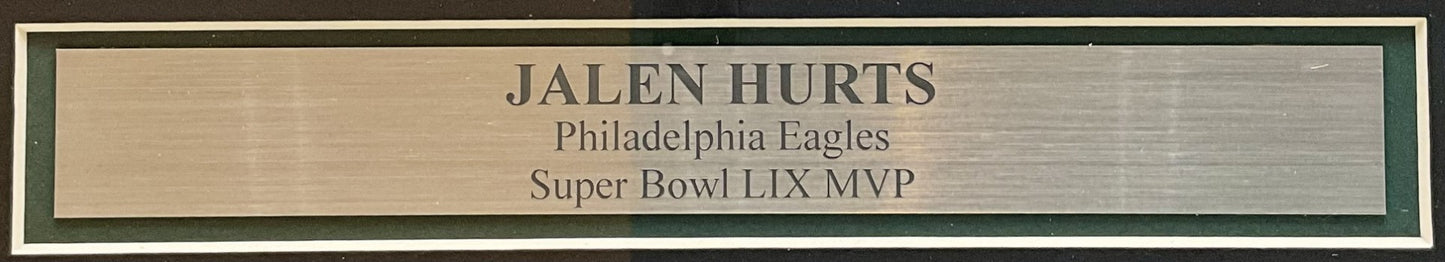 JALEN HURTS
Philadelphia Eagles
Super Bowl LIX MVP